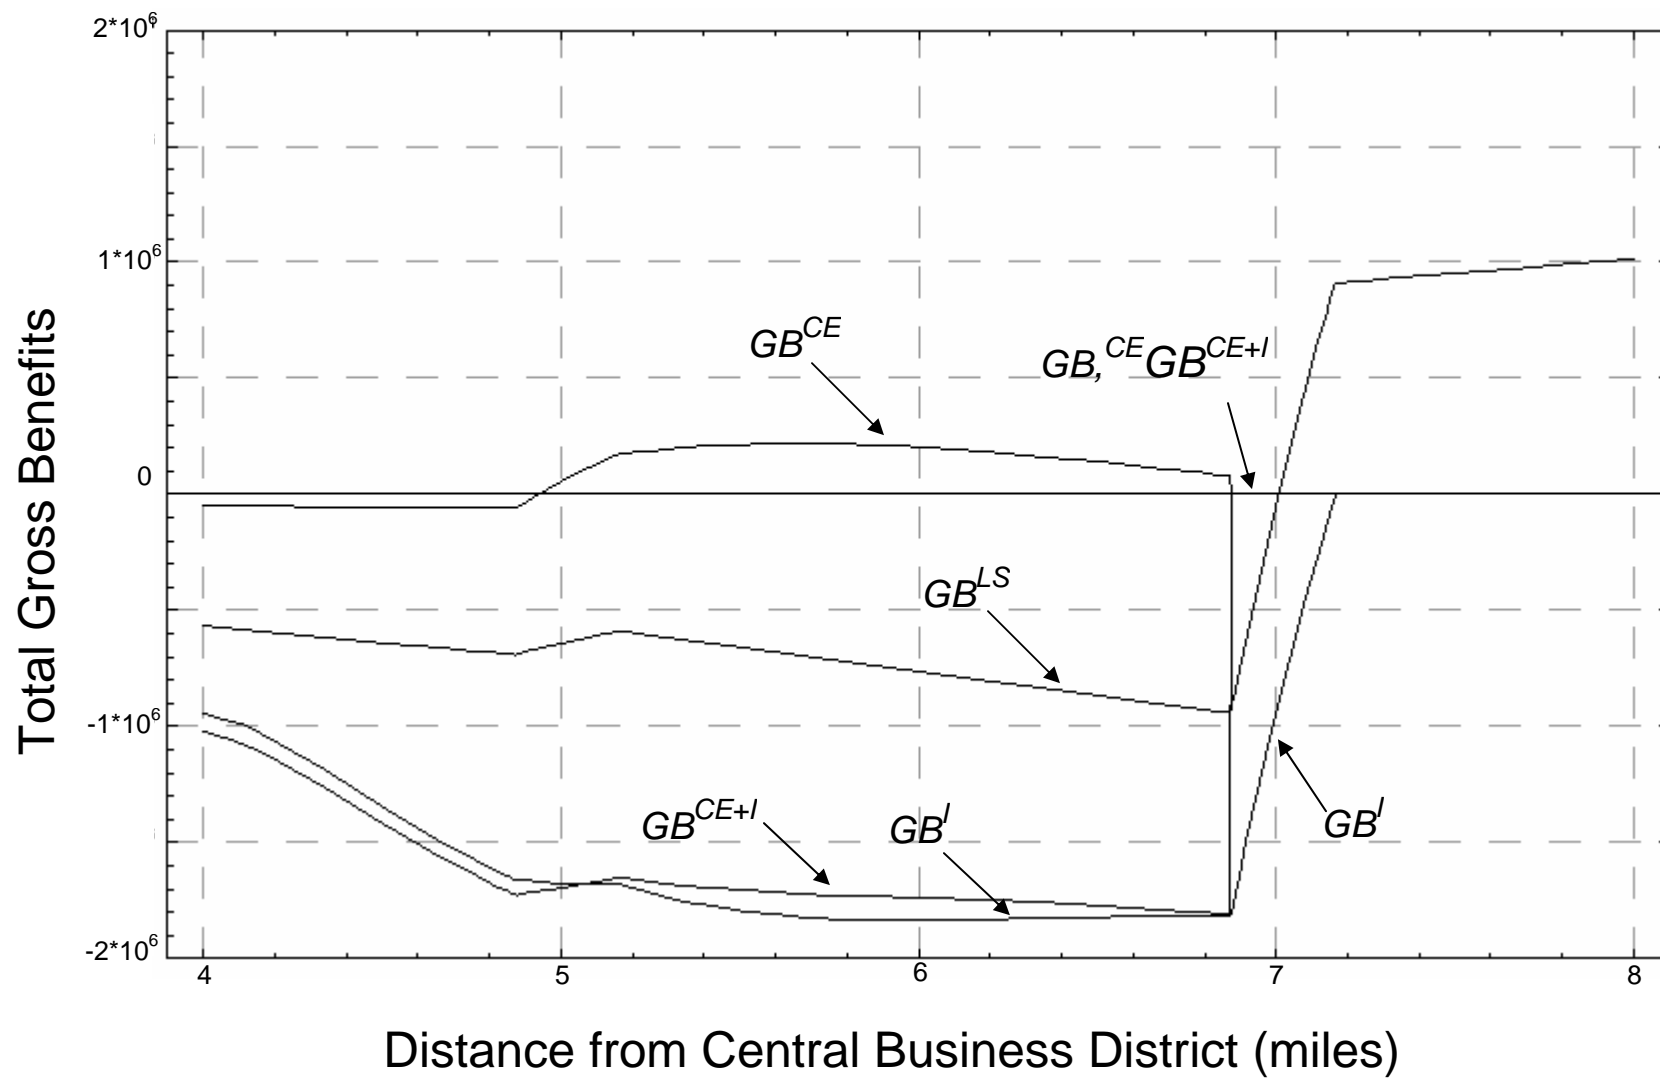 2*10^6
1*10^6
0
-1*10^6
-2*10^6
Total Gross Benefits
GB^CE
GB,^CE GB^CE+I
GB^LS
GB^CE+I
GB^I
GB^I
4 5 6 7 8
Distance from Central Business District (miles)